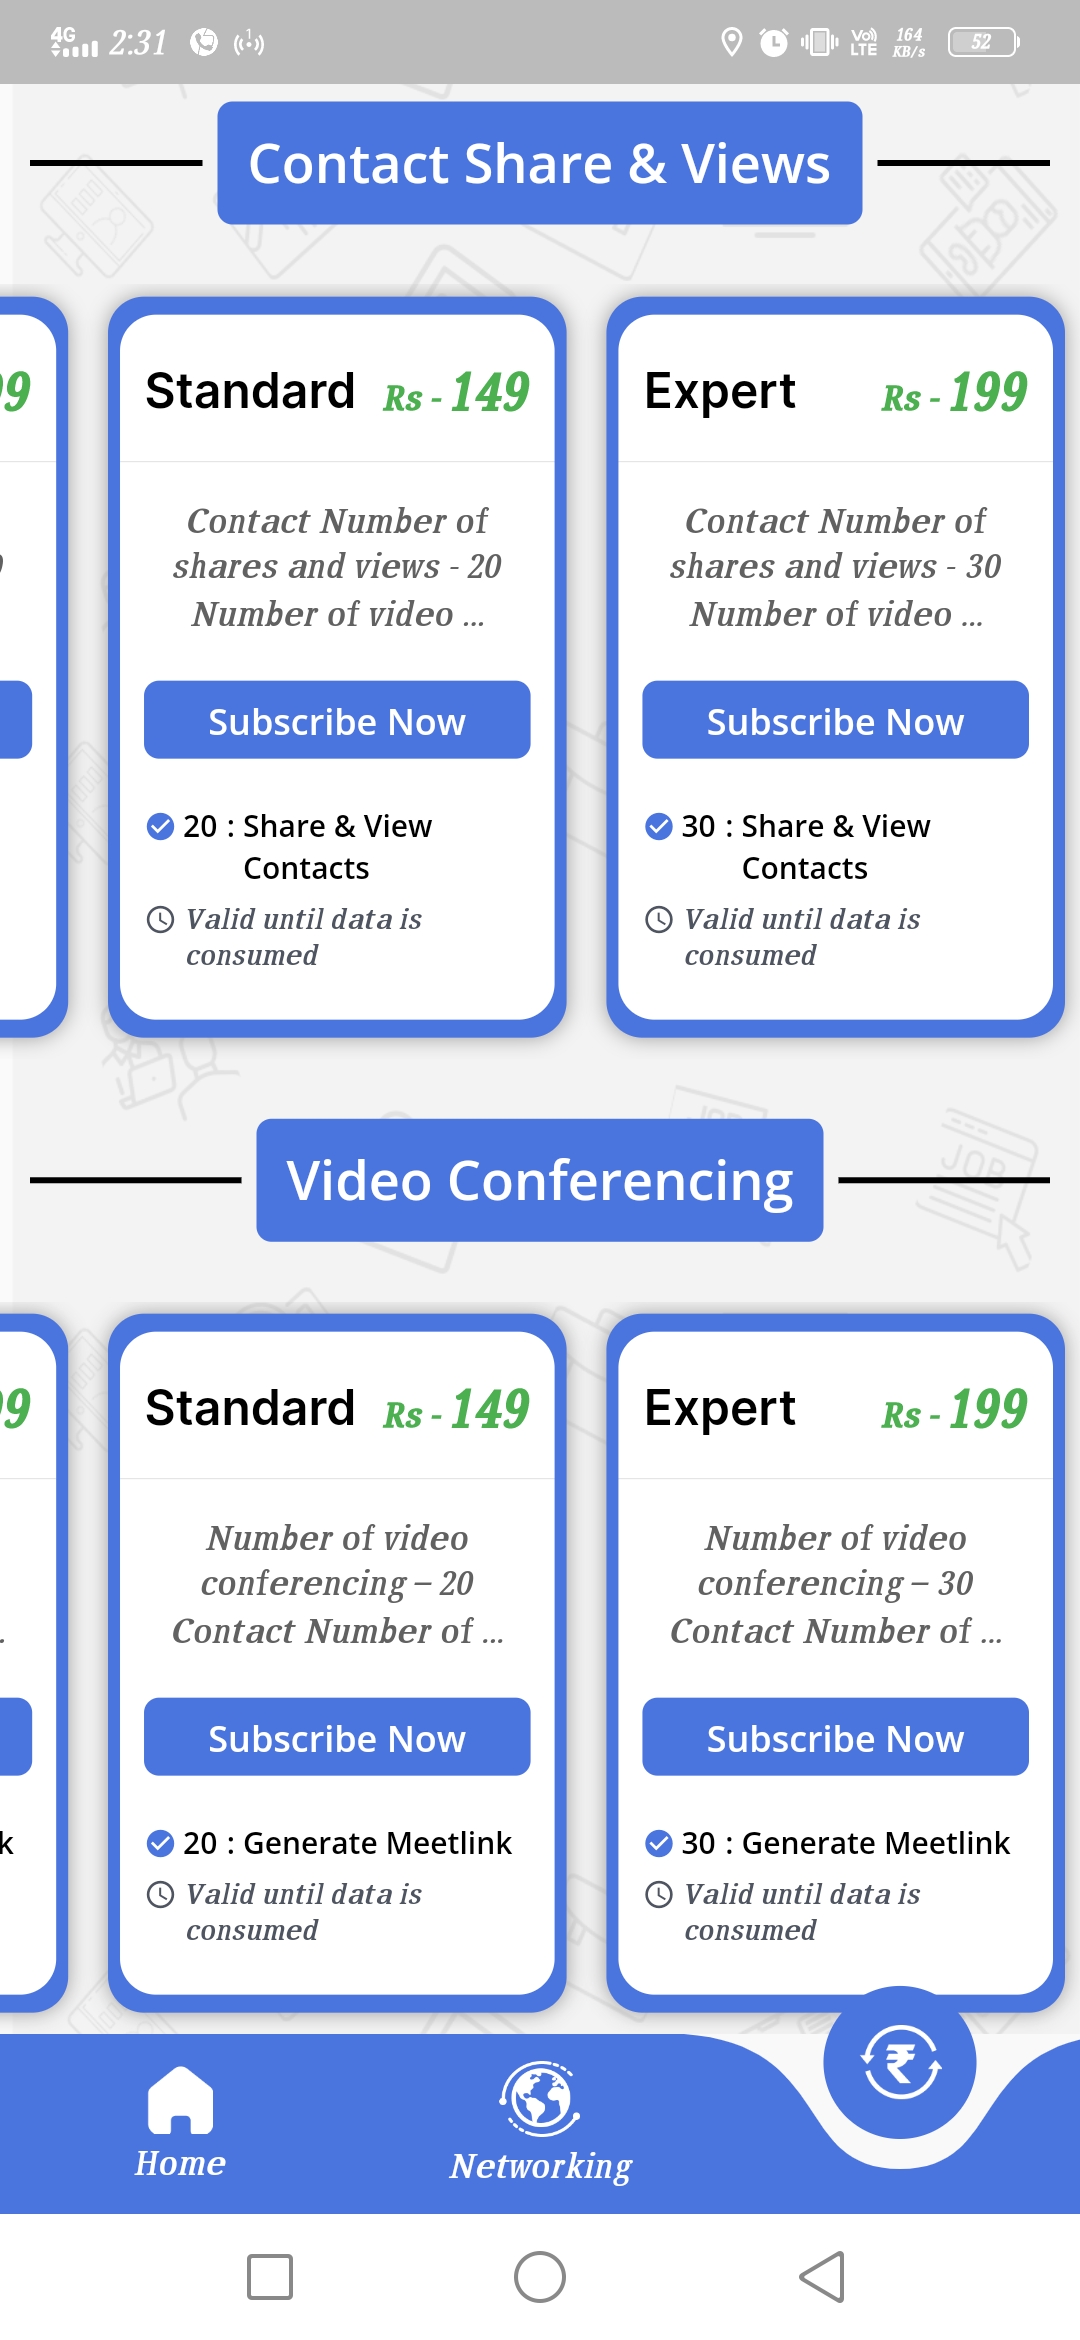 4G 2:31 1 Vo) LTE 164 KB/s 52
Contact Share & Views
99
Standard Rs - 149
Contact Number of
shares and views - 20
Number of video ...
Subscribe Now
20 : Share & View
Contacts
Valid until data is
consumed
Expert Rs - 199
Contact Number of
shares and views - 30
Number of video ...
Subscribe Now
30 : Share & View
Contacts
Valid until data is
consumed
Video Conferencing
99
k
Standard Rs - 149
Number of video
conferencing – 20
Contact Number of ...
Subscribe Now
20 : Generate Meetlink
Valid until data is
consumed
Expert Rs - 199
Number of video
conferencing – 30
Contact Number of ...
Subscribe Now
30 : Generate Meetlink
Valid until data is
consumed
₹
Home
Networking